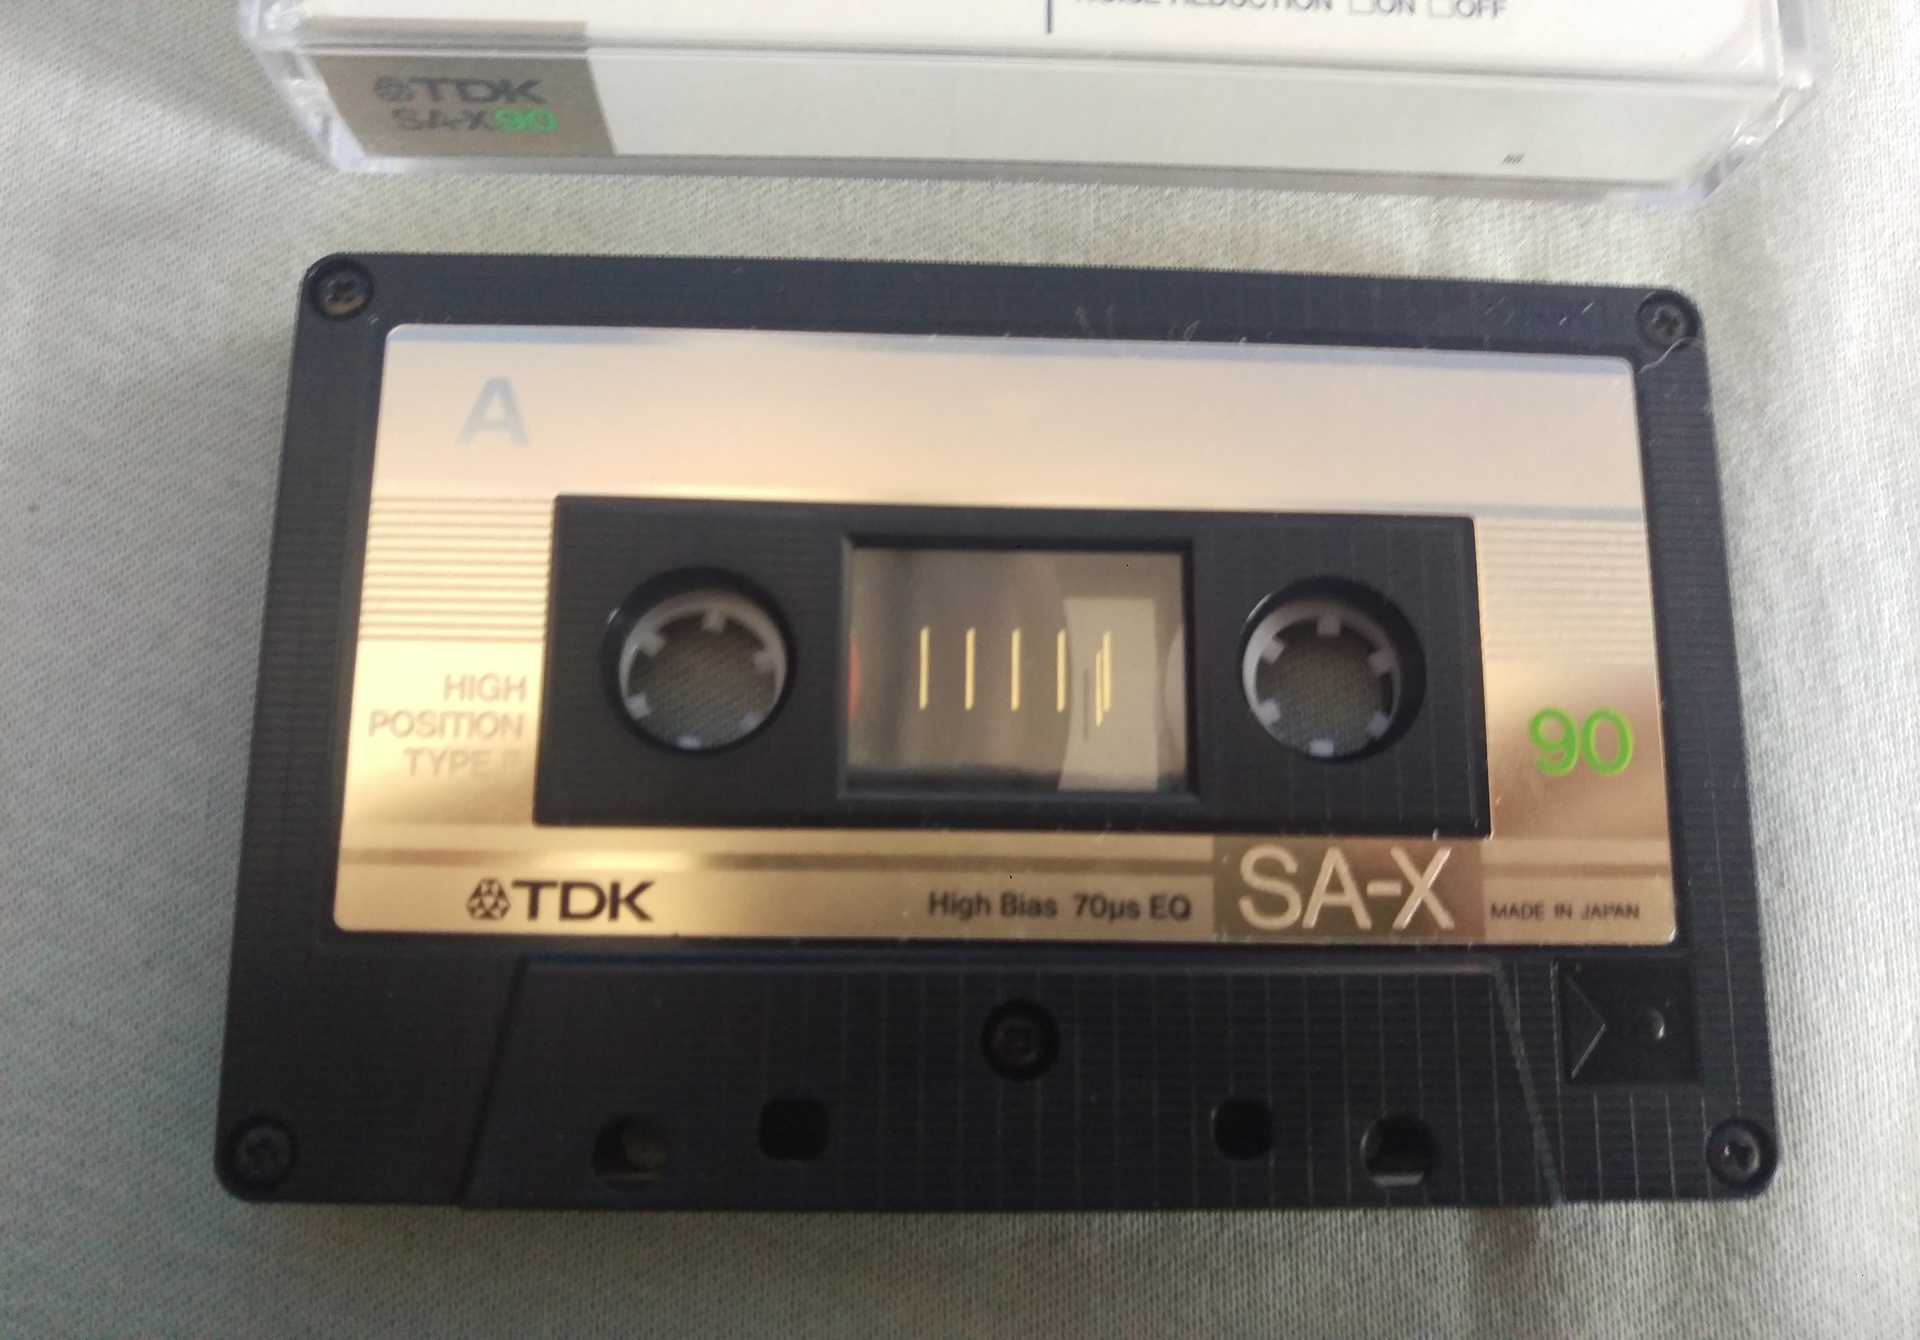 NOISE REDUCTION □ON □OFF
TDK
SA-X90
A
HIGH
POSITION
TYPE II
90
TDK
High Bias 70µs EQ
SA-X
MADE IN JAPAN